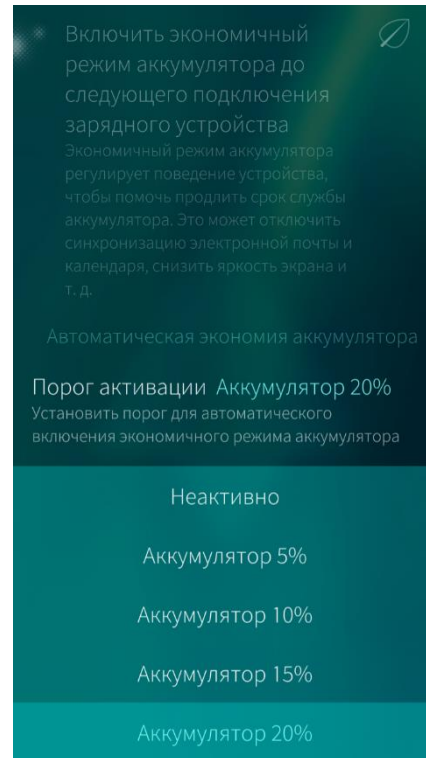 Включить экономичный
режим аккумулятора до
следующего подключения
зарядного устройства
Экономичный режим аккумулятора
регулирует поведение устройства,
чтобы помочь продлить срок службы
аккумулятора. Это может отключить
синхронизацию электронной почты и
календаря, снизить яркость экрана и
т. д.
Автоматическая экономия аккумулятора
Порог активации Аккумулятор 20%
Установить порог для автоматического
включения экономичного режима аккумулятора
Неактивно
Аккумулятор 5%
Аккумулятор 10%
Аккумулятор 15%
Аккумулятор 20%